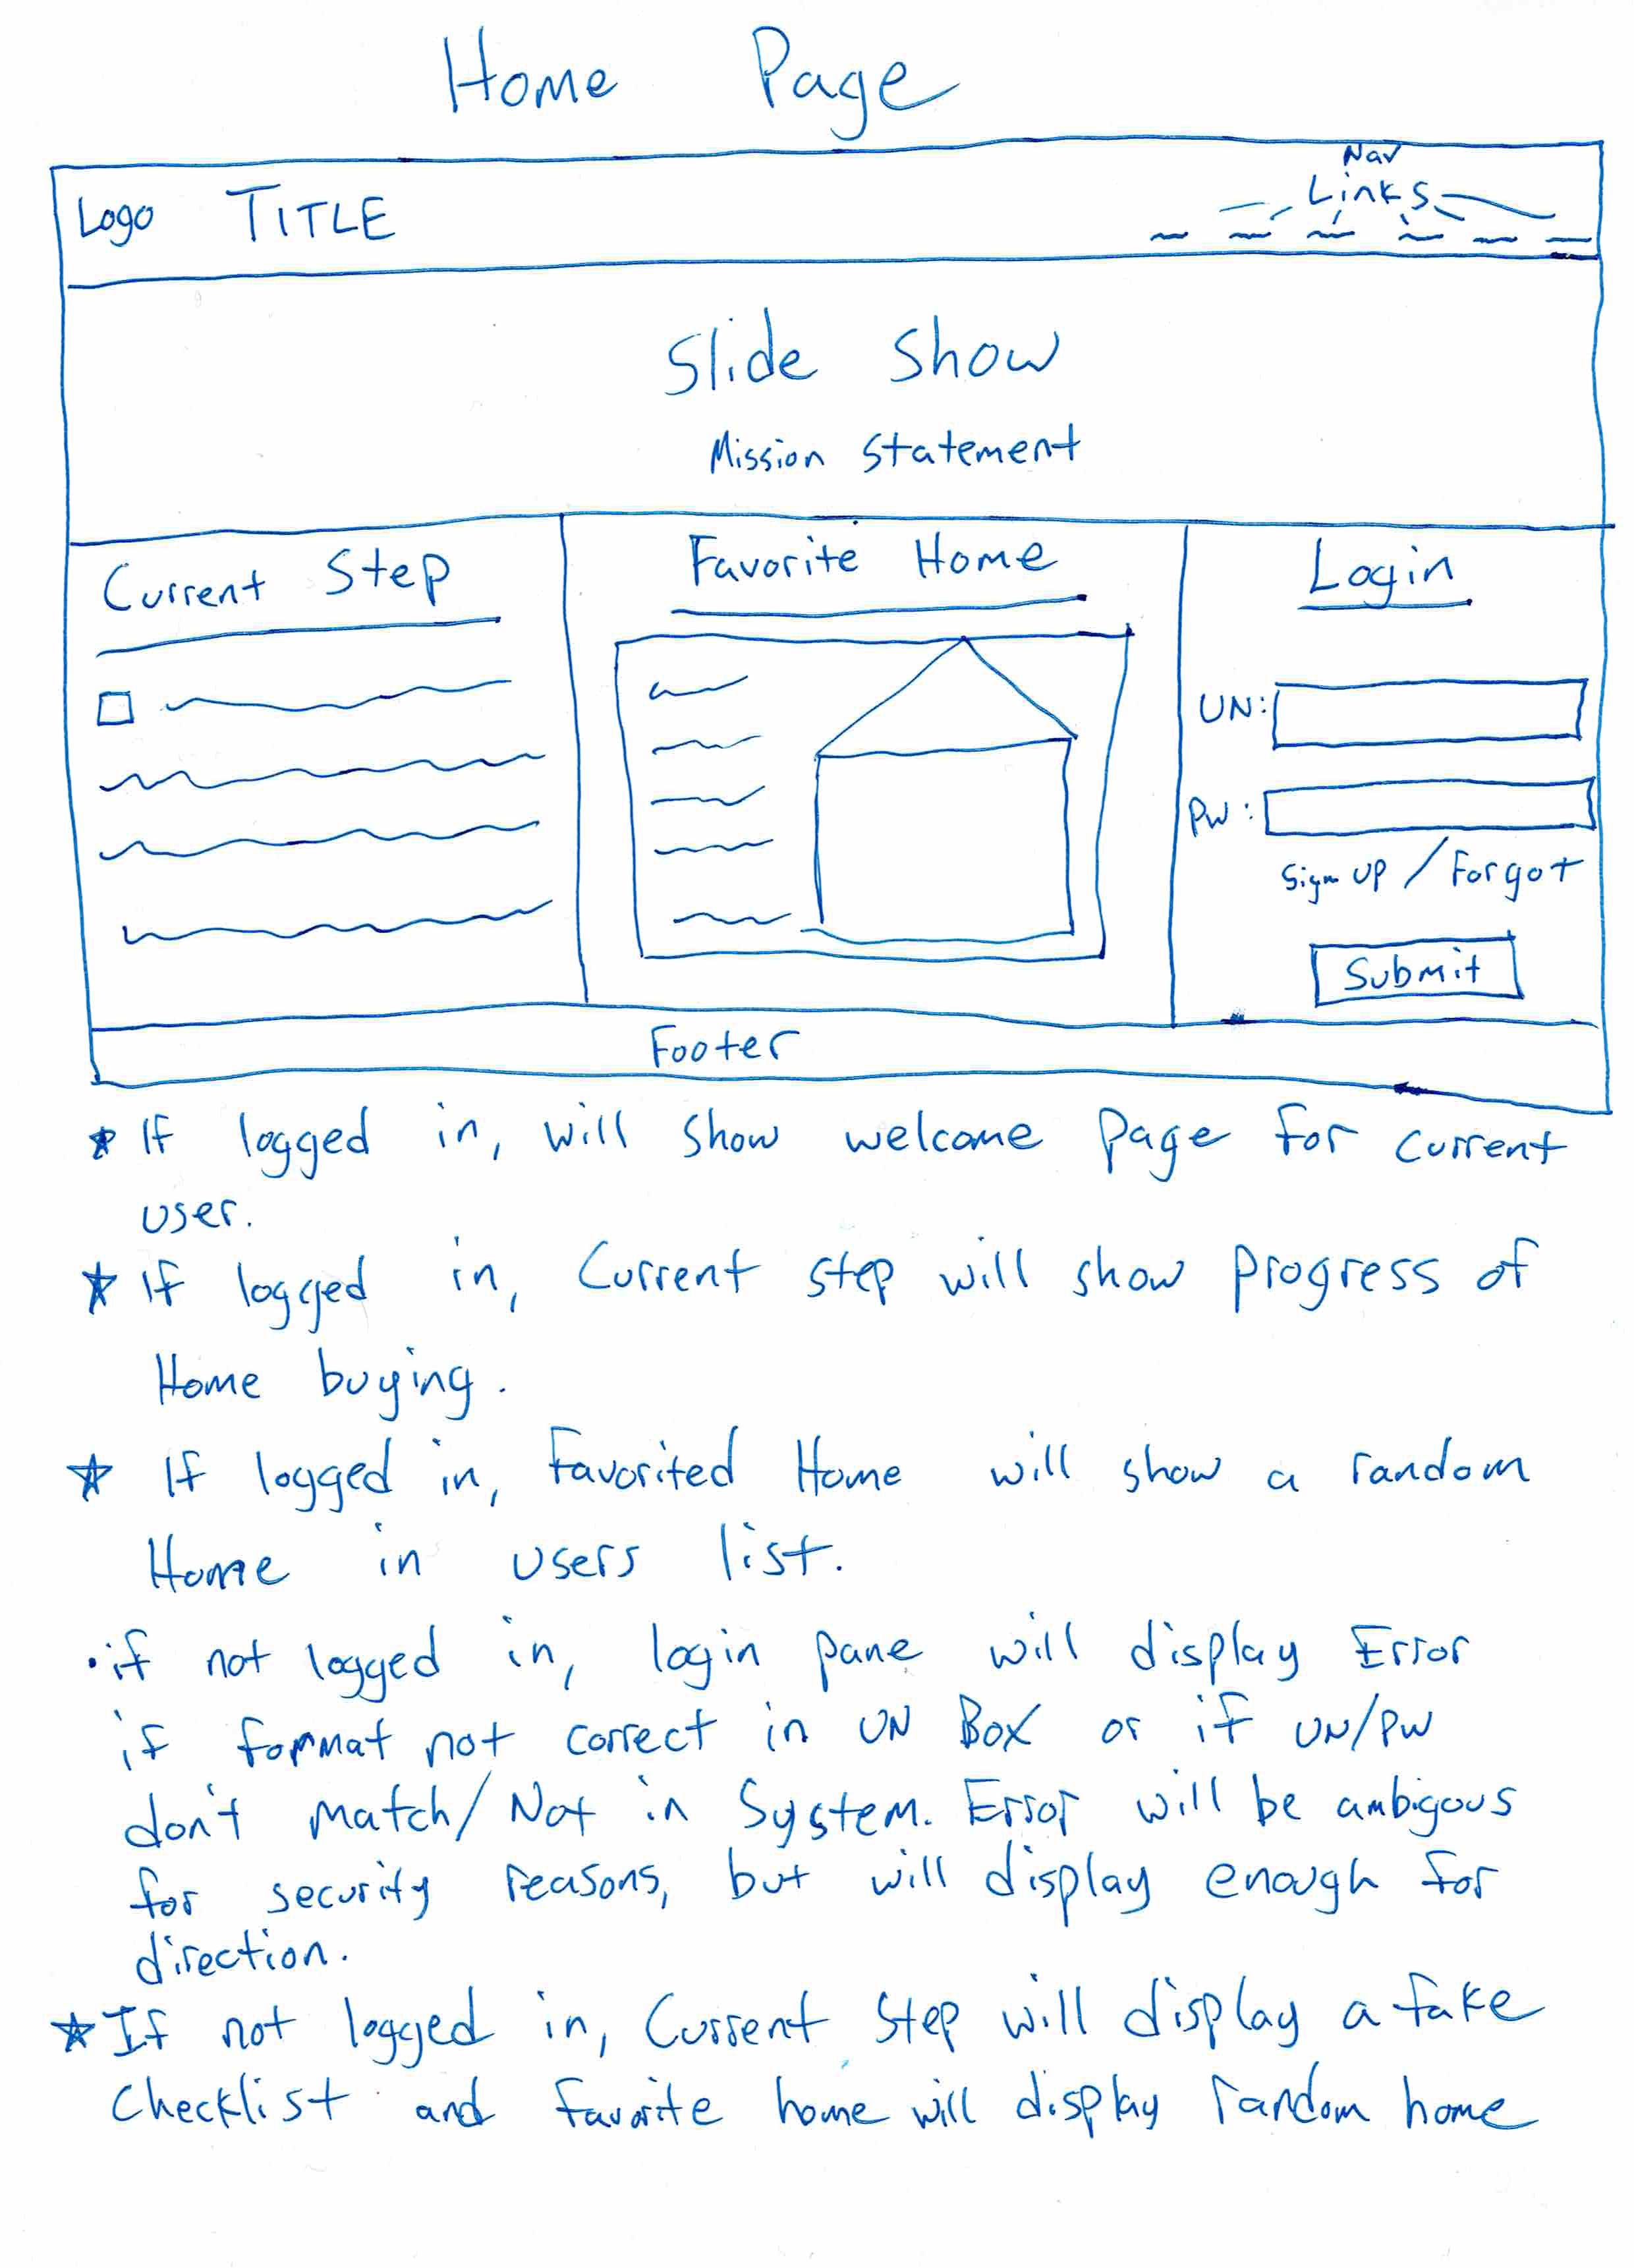 Home Page
Nav
Logo TITLE Links
Slide Show
Mission Statement
Current Step
Favorite Home
Login
UN:
PW:
Sign UP / Forgot
Submit
Footer
★ If logged in, will show welcome page for current
user.
★ If logged in, Current step will show progress of
Home buying.
★ If logged in, Favorited Home will show a random
Home in users list.
• if not logged in, login pane will display Error
if format not correct in UN Box or if UN/PW
don't match/Not in System. Error will be ambigous
for security reasons, but will display enough for
direction.
★ If not logged in, Current Step will display a fake
Checklist and favorite home will display random home